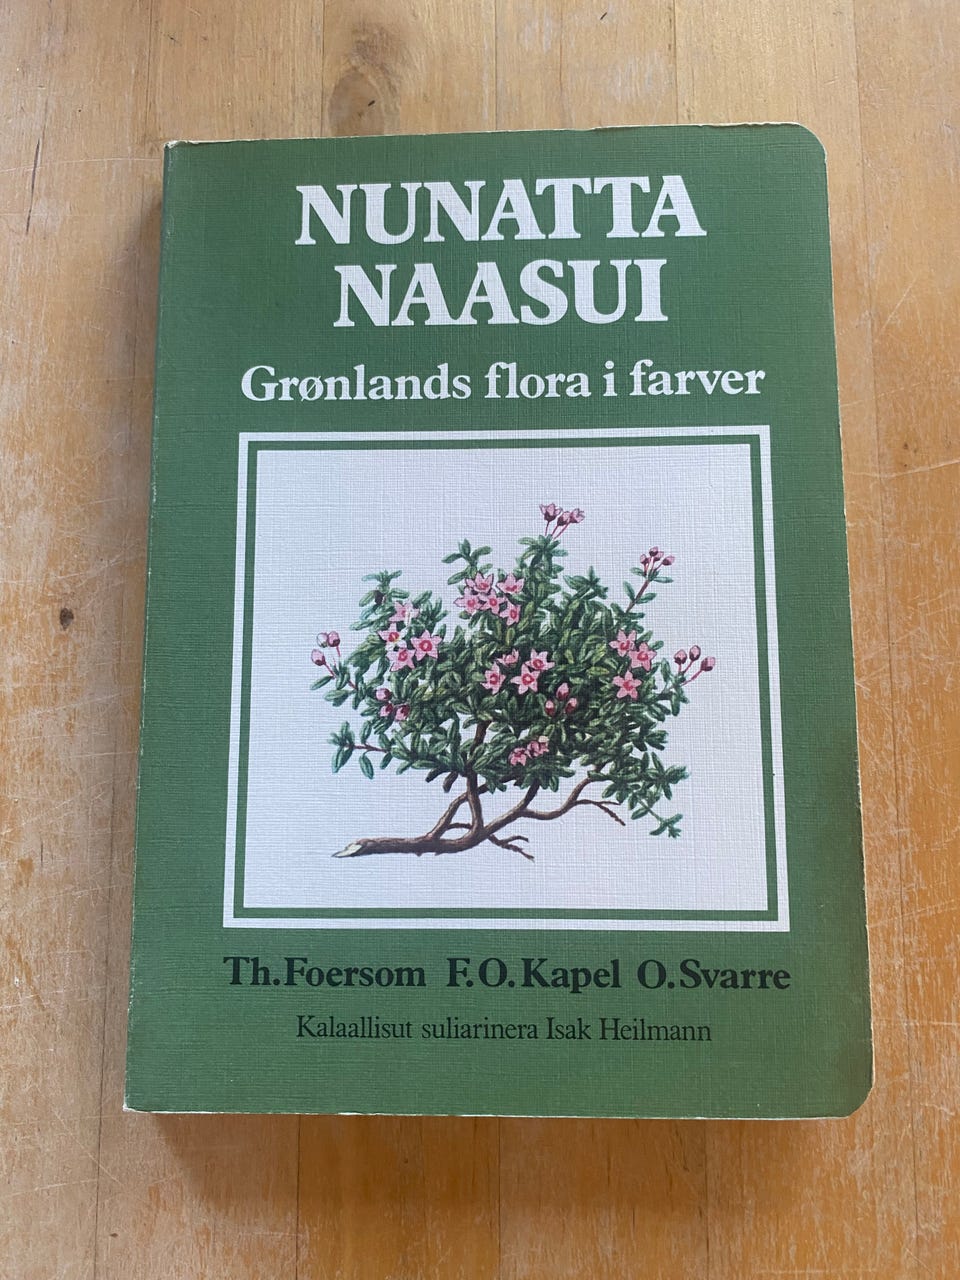 NUNATTA
NAASUI
Grønlands flora i farver
Th.Foersom F.O.Kapel O.Svarre
Kalaallisut suliarinera Isak Heilmann